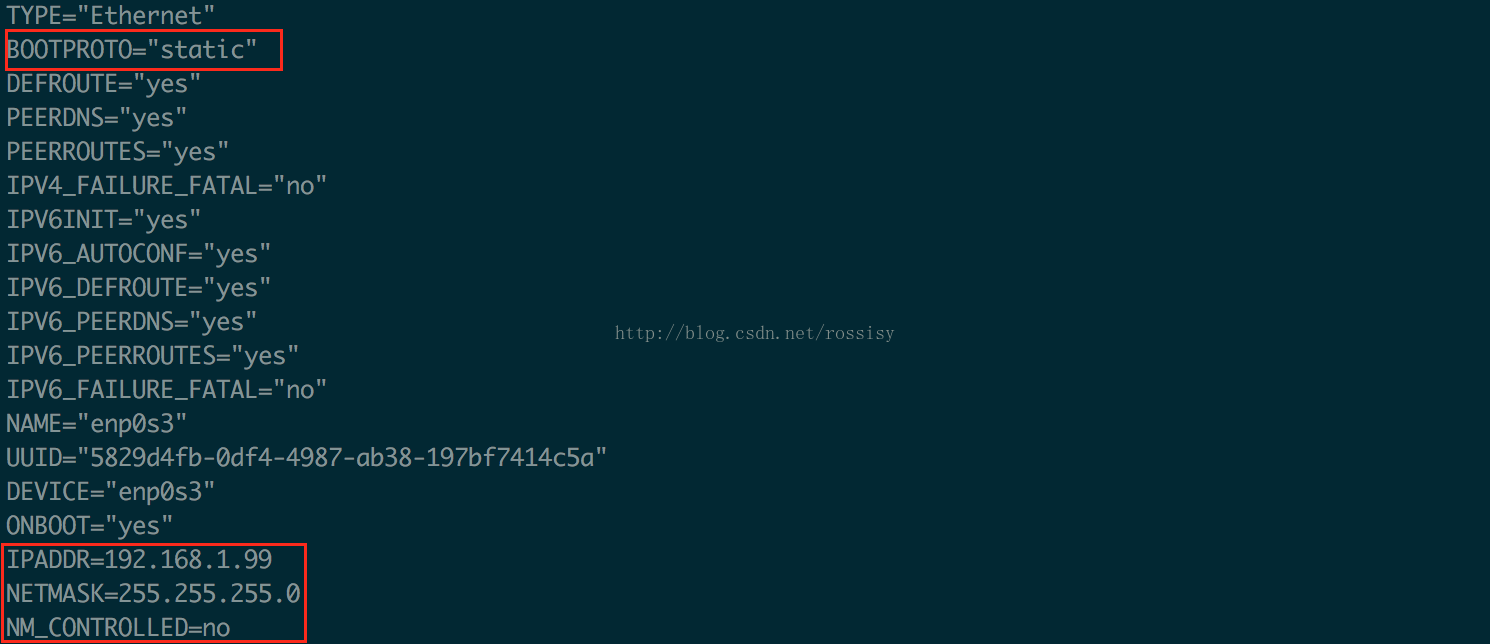 TYPE="Ethernet"
BOOTPROTO="static"
DEFROUTE="yes"
PEERDNS="yes"
PEERROUTES="yes"
IPV4_FAILURE_FATAL="no"
IPV6INIT="yes"
IPV6_AUTOCONF="yes"
IPV6_DEFROUTE="yes"
IPV6_PEERDNS="yes"
http://blog.csdn.net/rossisy
IPV6_PEERROUTES="yes"
IPV6_FAILURE_FATAL="no"
NAME="enp0s3"
UUID="5829d4fb-0df4-4987-ab38-197bf7414c5a"
DEVICE="enp0s3"
ONBOOT="yes"
IPADDR=192.168.1.99
NETMASK=255.255.255.0
NM_CONTROLLED=no